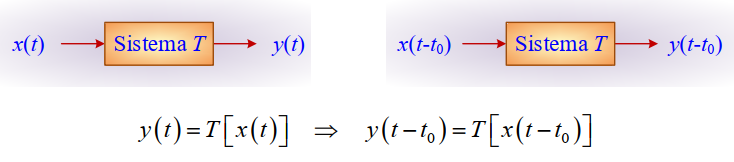 x(t) Sistema T y(t) x(t-t₀) Sistema T y(t-t₀)
y(t)=T[x(t)] ⇒ y(t−t₀)=T[x(t−t₀)]